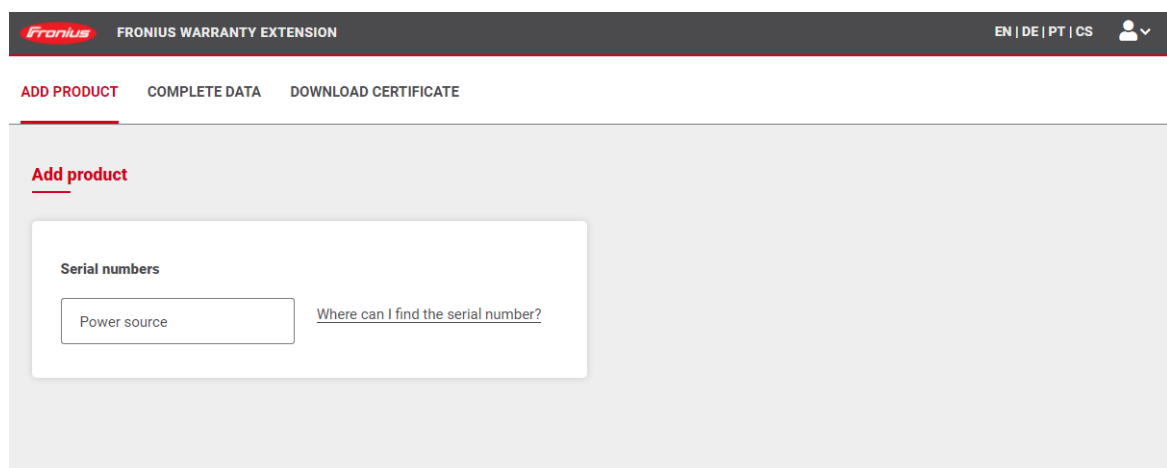 Fronius FRONIUS WARRANTY EXTENSION EN | DE | PT | CS
ADD PRODUCT COMPLETE DATA DOWNLOAD CERTIFICATE
Add product
Serial numbers
Power source Where can I find the serial number?